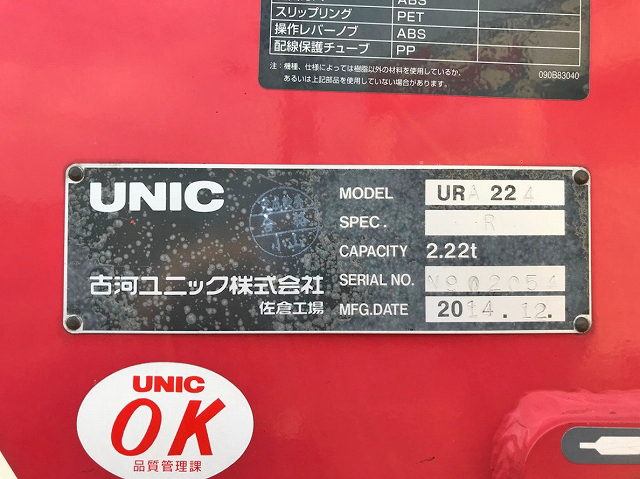 スリップリング PET
操作レバーノブ ABS
配線保護チューブ PP
注:機種、仕様によっては樹脂以外の材料を使用しているか、
あるいは上記部品を使用していない場合があります。
090B83040
UNIC
MODEL URA 224
SPEC. R
CAPACITY 2.22t
古河ユニック株式会社
SERIAL NO. N902054
佐倉工場
MFG.DATE 2014.12.
UNIC
OK
品質管理課